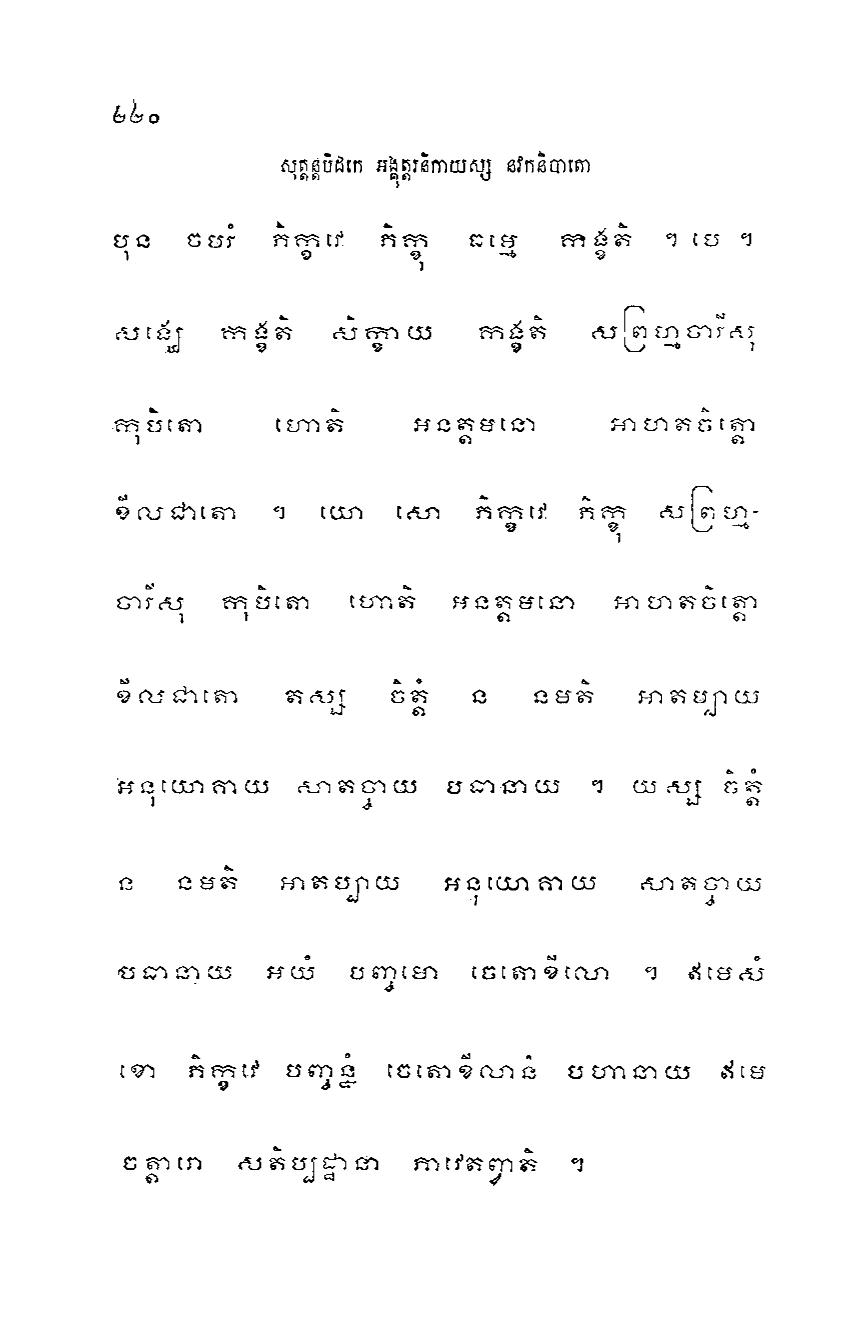 ២២០
សុត្តន្តបិដកេ អង្គុត្តរនិកាយស្ស នវកនិបាតោ
បុន ចបរំ ភិក្ខវេ ភិក្ខុ ធម្មេ កង្ខតិ ។ បេ ។
សង្ឃេ កង្ខតិ សិក្ខាយ កង្ខតិ សព្រហ្មចារីសុ
កុបិតោ ហោតិ អនត្តមនោ អាហតចិត្តោ
ខីលជាតោ ។ យោ សោ ភិក្ខវេ ភិក្ខុ សព្រហ្ម-
ចារីសុ កុបិតោ ហោតិ អនត្តមនោ អាហតចិត្តោ
ខីលជាតោ តស្ស ចិត្តំ ន នមតិ អាតប្បាយ
អនុយោគាយ សាតច្ចាយ បធានាយ ។ យស្ស ចិត្តំ
ន នមតិ អាតប្បាយ អនុយោគាយ សាតច្ចាយ
បធានាយ អយំ បញ្ចមោ ចេតោខីលោ ។ ឥមេសំ
ខោ ភិក្ខវេ បញ្ចន្នំ ចេតោខីលានំ បហានាយ ឥមេ
ចត្តារោ សតិប្បដ្ឋានា ភាវេតញ្វាតិ ។